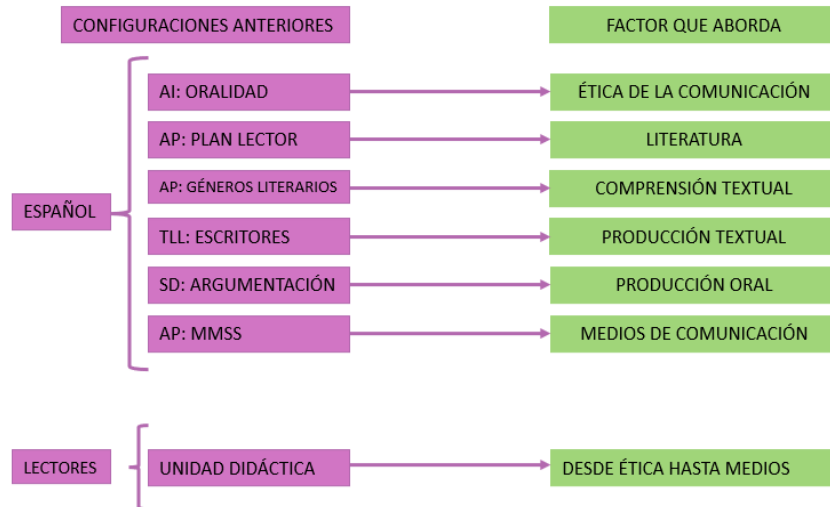 CONFIGURACIONES ANTERIORES
FACTOR QUE ABORDA
ESPAÑOL
AI: ORALIDAD
ÉTICA DE LA COMUNICACIÓN
AP: PLAN LECTOR
LITERATURA
AP: GÉNEROS LITERARIOS
COMPRENSIÓN TEXTUAL
TLL: ESCRITORES
PRODUCCIÓN TEXTUAL
SD: ARGUMENTACIÓN
PRODUCCIÓN ORAL
AP: MMSS
MEDIOS DE COMUNICACIÓN
LECTORES
UNIDAD DIDÁCTICA
DESDE ÉTICA HASTA MEDIOS